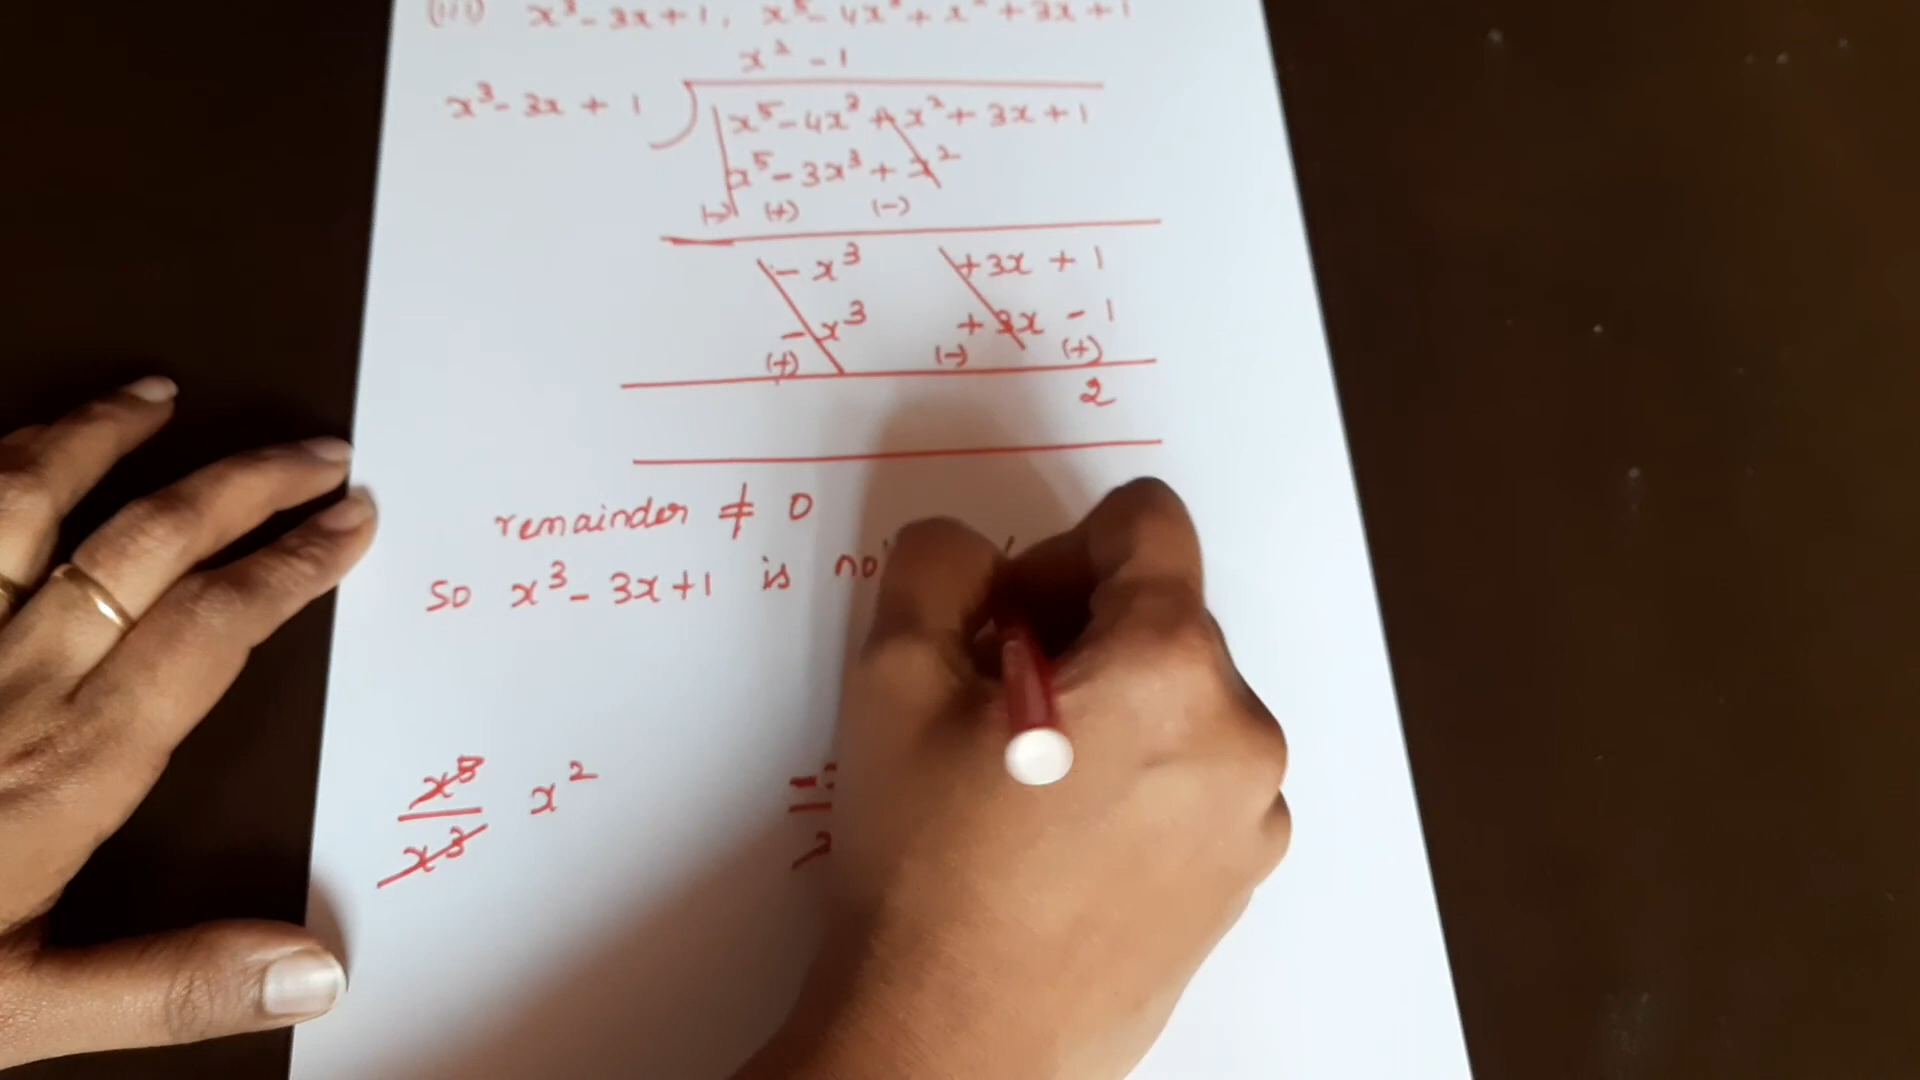 (iii) x³ - 3x + 1, x⁵ - 4x³ + x² + 3x + 1
x² - 1
x³ - 3x + 1 ) x⁵ - 4x³ + x² + 3x + 1
x⁵ - 3x³ + x²
(-) (+) (-)
- x³ + 3x + 1
- x³ + 3x - 1
(+) (-) (+)
2
remainder ≠ 0
So x³ - 3x + 1 is not
x⁵ x²
x³